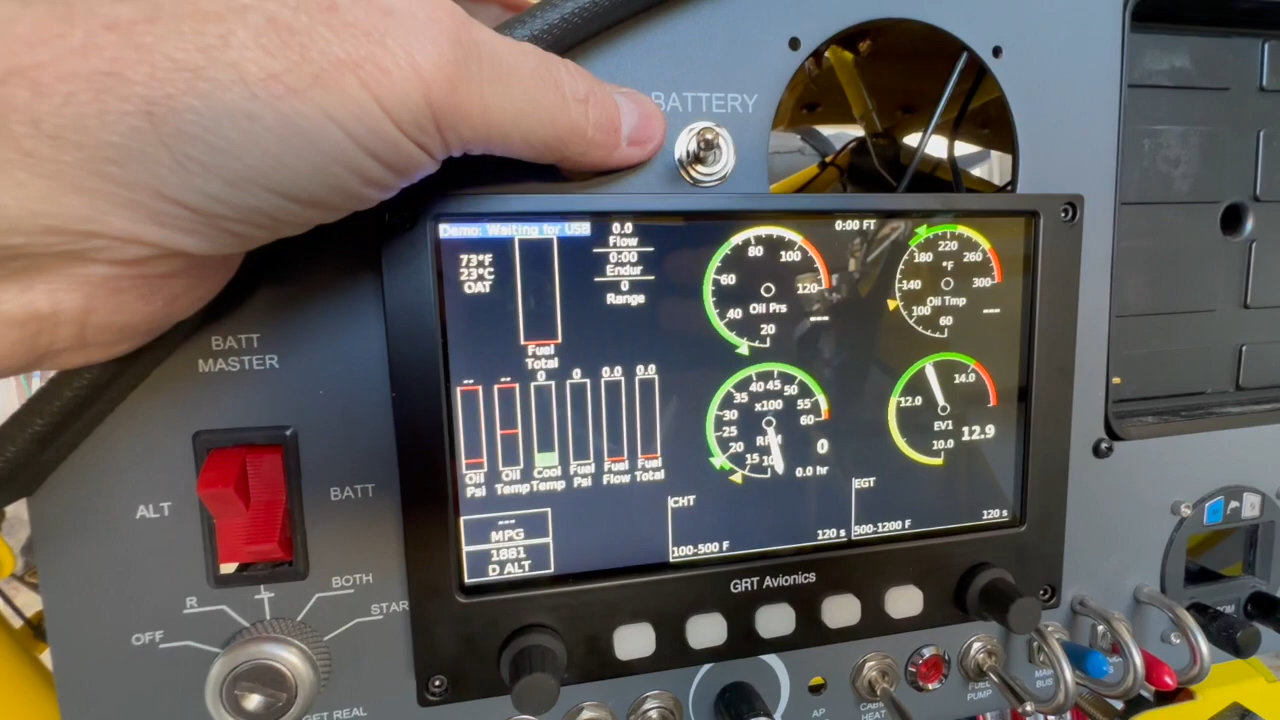 BATTERY
Demo: Waiting for USB
73°F
23°C
OAT
Fuel
Total
0.0
Flow
0:00
Endur
0
Range
80
100
60
120
40
20
Oil Prs
---
0:00 FT
220
180
260
°F
140
300
Oil Tmp
100
60
---
--
--
0
0
0.0
0.0
Oil
Psi
Oil
Temp
Cool
Temp
Fuel
Psi
Fuel
Flow
Fuel
Total
40
45
35
50
x100
55
30
60
25
RPM
20
15
10
0
0.0 hr
14.0
12.0
EV1
10.0
12.9
---
MPG
1881
D ALT
CHT
100-500 F
120 s
EGT
500-1200 F
120 s
GRT Avionics
BATT
MASTER
ALT
BATT
OFF
R
L
BOTH
STAR
GET REAL
AP
HEAT
FUEL
PUMP
BUS